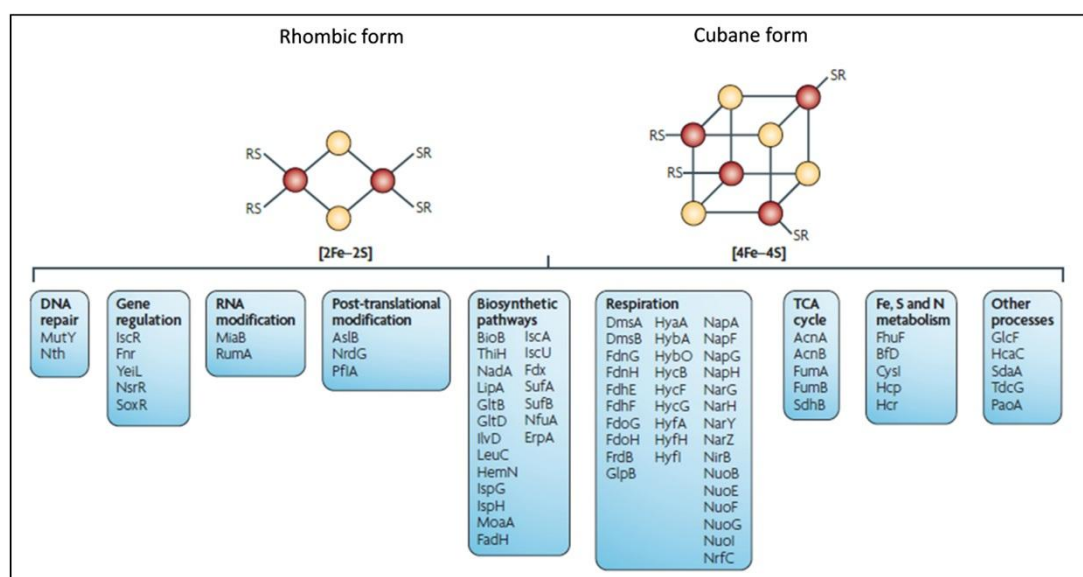 Rhombic form
Cubane form
SR
RS
RS
SR
RS
RS
SR
SR
[2Fe–2S]
[4Fe–4S]
DNA
repair
MutY
Nth
Gene
regulation
IscR
Fnr
YeiL
NsrR
SoxR
RNA
modification
MiaB
RumA
Post-translational
modification
AslB
NrdG
PflA
Biosynthetic
pathways
BioB IscA
ThiH IscU
NadA Fdx
LipA SufA
GltB SufB
GltD NfuA
IlvD ErpA
LeuC
HemN
IspG
IspH
MoaA
FadH
Respiration
DmsA HyaA NapA
DmsB HybA NapF
FdnG HybO NapG
FdnH HycB NapH
FdhE HycF NarG
FdhF HycG NarH
FdoG HyfA NarY
FdoH HyfH NarZ
FrdB HyfI NirB
GlpB NuoB
NuoE
NuoF
NuoG
NuoI
NrfC
TCA
cycle
AcnA
AcnB
FumA
FumB
SdhB
Fe, S and N
metabolism
FhuF
BfD
CysI
Hcp
Hcr
Other
processes
GlcF
HcaC
SdaA
TdcG
PaoA